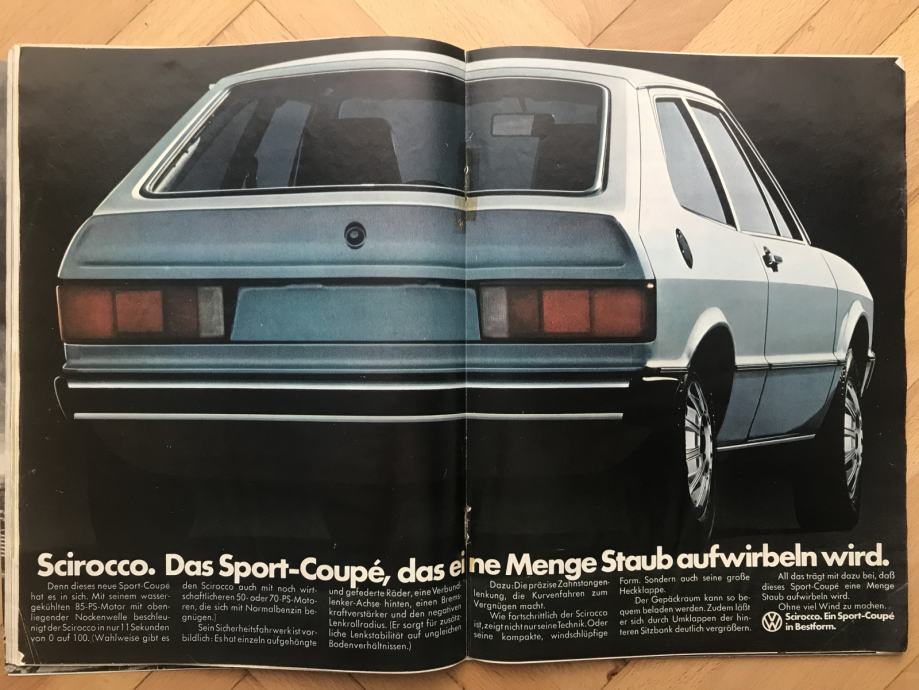 Scirocco. Das Sport-Coupé, das eine Menge Staub aufwirbeln wird.
Denn dieses neue Sport-Coupé
hat es in sich. Mit seinem wasser-
gekühlten 85-PS-Motor mit oben-
liegender Nockenwelle beschleu-
nigt der Scirocco in nur 11 Sekunden
von 0 auf 100. (Wahlweise gibt es
den Scirocco auch mit noch wirt-
schaftlicheren 50- oder 70-PS-Moto-
ren, die sich mit Normalbenzin be-
gnügen.)
Sein Sicherheitsfahrwerk ist vor-
bildlich: Es hat einzeln aufgehängte
und gefederte Räder, eine Verbund-
lenker-Achse hinten, einen Brems-
kraftverstärker und den negativen
Lenkrollradius. (Er sorgt für zusätz-
liche Lenkstabilität auf ungleichen
Bodenverhältnissen.)
Dazu: Die präzise Zahnstangen-
lenkung, die Kurvenfahren zum
Vergnügen macht.
Wie fortschrittlich der Scirocco
ist, zeigt nicht nur seine Technik. Oder
seine kompakte, windschlüpfige
Form. Sondern auch seine große
Heckklappe.
Der Gepäckraum kann so be-
quem beladen werden. Zudem läßt
er sich durch Umklappen der hin-
teren Sitzbank deutlich vergrößern.
All das trägt mit dazu bei, daß
dieses Sport-Coupé eine Menge
Staub aufwirbeln wird.
Ohne viel Wind zu machen.
Scirocco. Ein Sport-Coupé
in Bestform.